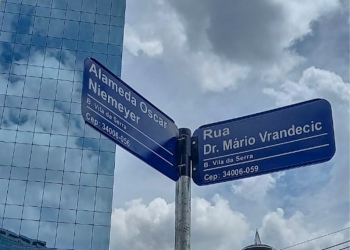 Alameda Oscar
Niemeyer
B. Vila da Serra
Cep: 34006-056
Rua
Dr. Mário Vrandecic
B. Vila da Serra
Cep. 34006-059